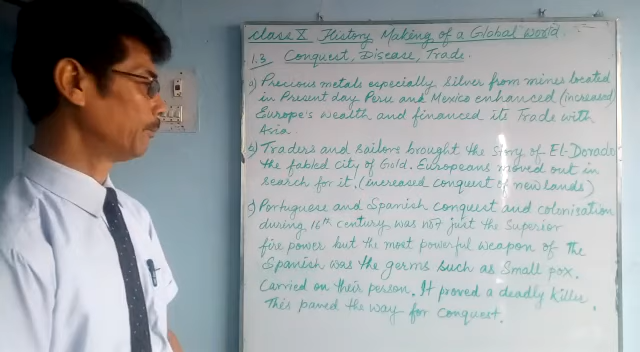 Class X History Making of a Global World.
1.3 Conquest, Disease, Trade.
a) Precious metals especially silver from mines located
in Present day Peru and Mexico enhanced (increased)
Europe's wealth and financed its Trade with
Asia.
b) Traders and sailors brought the story of El-Dorado
the fabled city of Gold. Europeans moved out in
search for it, (increased conquest of new lands)
c) Portuguese and Spanish conquest and colonisation
during 16th century was not just the Superior
fire power but the most powerful weapon of the
Spanish was the germs such as Small pox.
Carried on their person. It proved a deadly killer.
This paved the way for conquest.